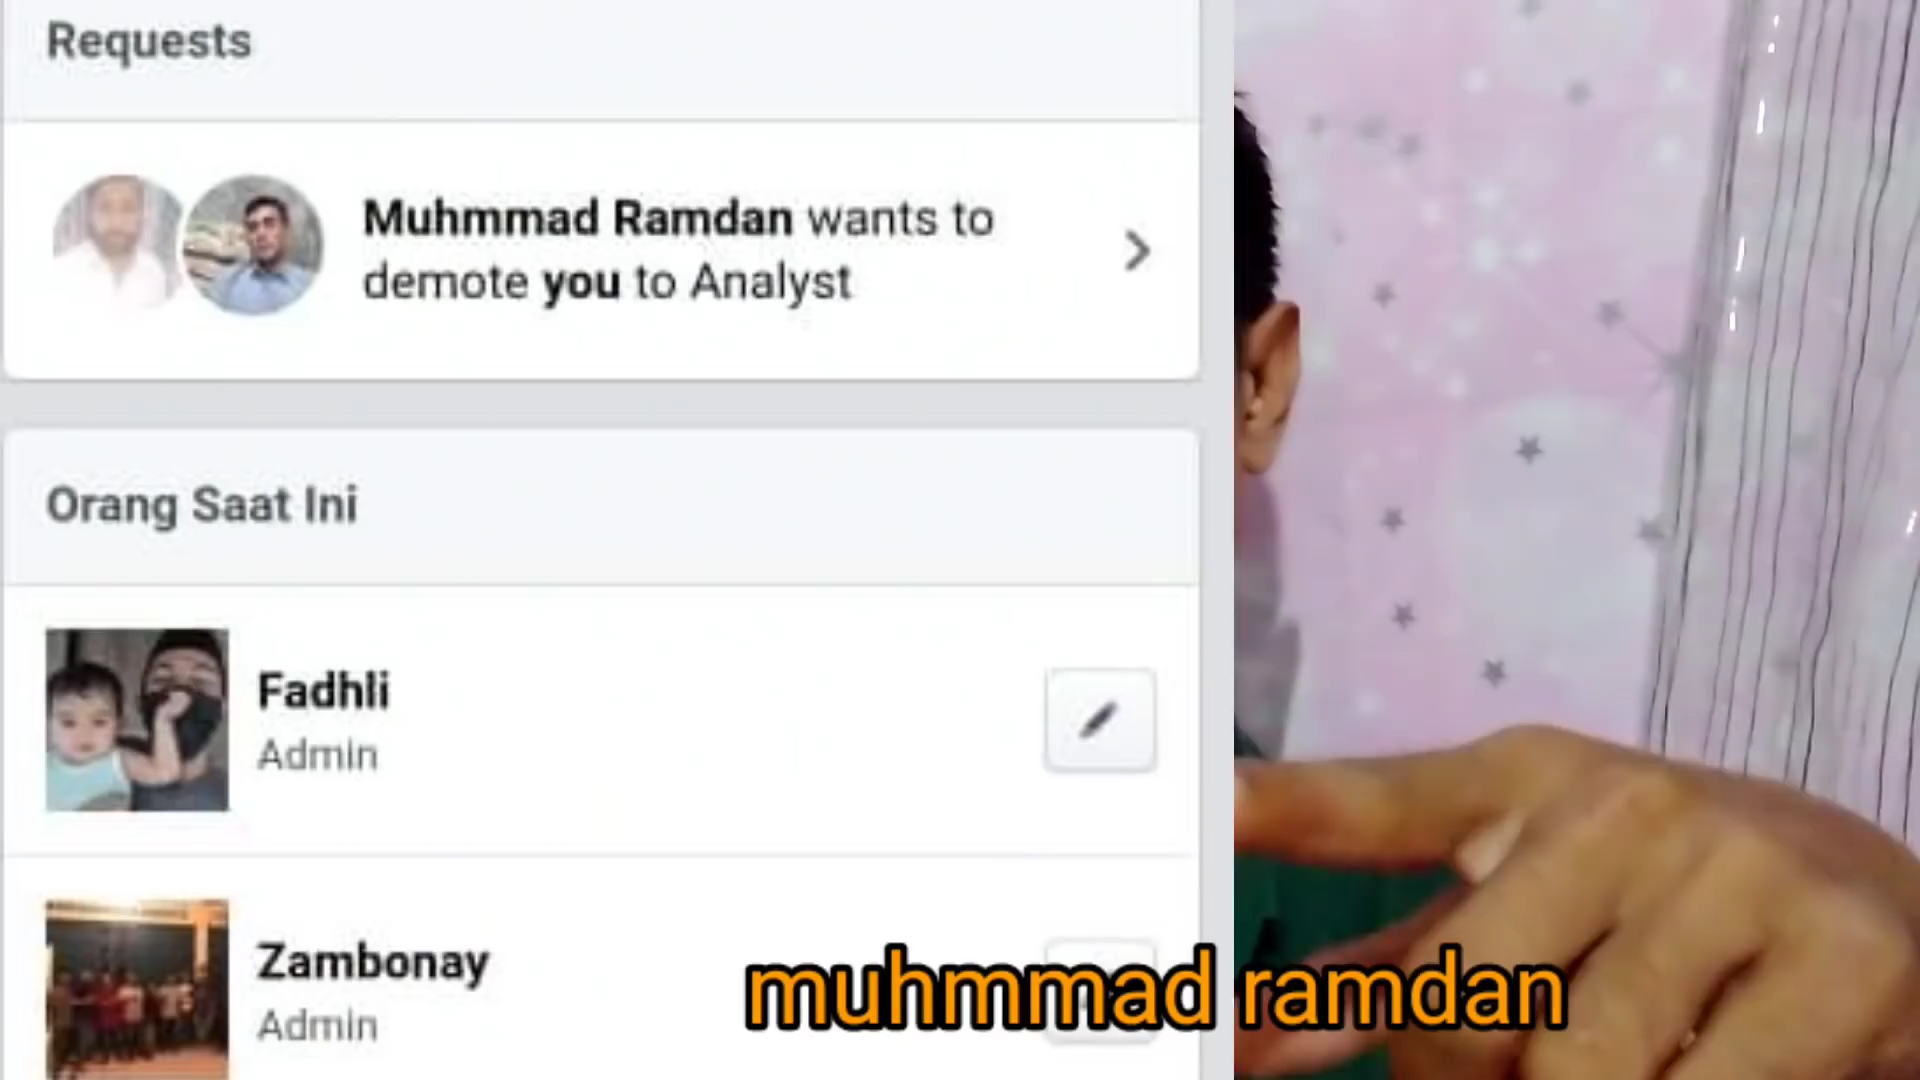 Requests
Muhmmad Ramdan wants to
demote you to Analyst
Orang Saat Ini
Fadhli
Admin
Zambonay
Admin
muhmmad ramdan